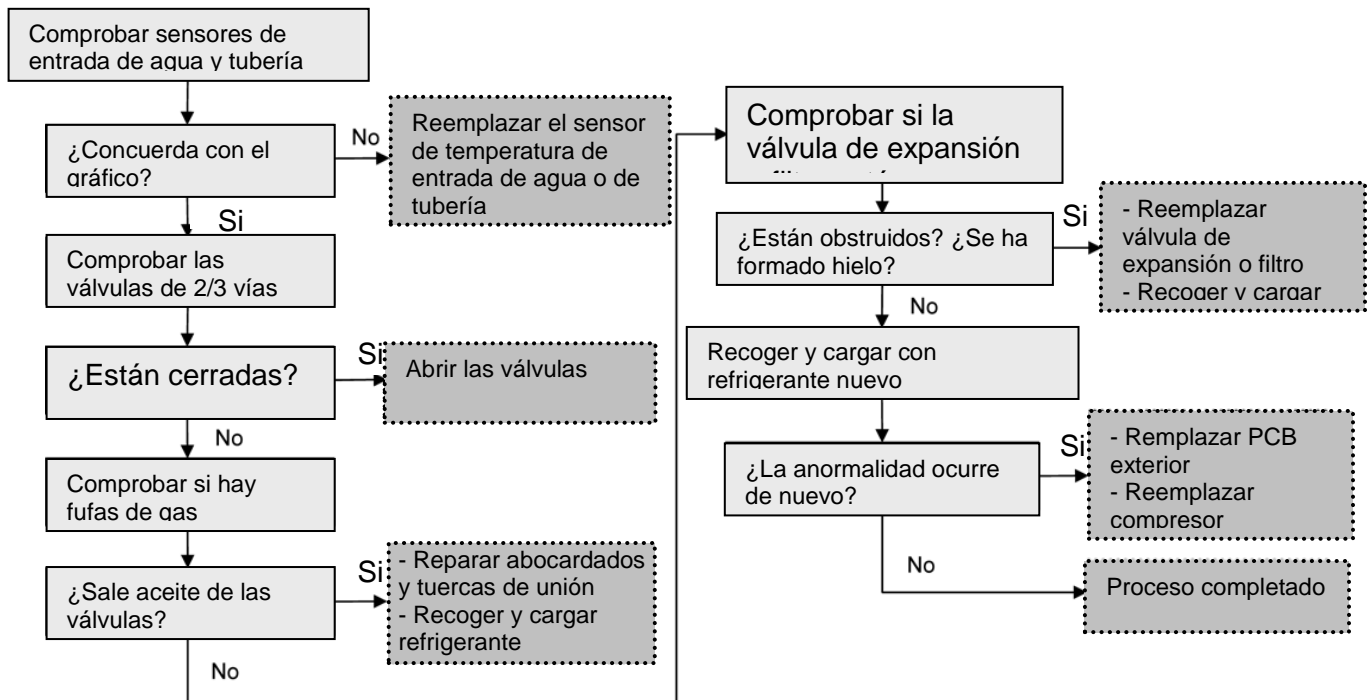 Comprobar sensores de
entrada de agua y tubería
¿Concuerda con el
gráfico?
No
Reemplazar el sensor
de temperatura de
entrada de agua o de
tubería
Si
Comprobar las
válvulas de 2/3 vías
¿Están cerradas?
Si
Abrir las válvulas
No
Comprobar si hay
fufas de gas
¿Sale aceite de las
válvulas?
Si
- Reparar abocardados
y tuercas de unión
- Recoger y cargar
refrigerante
No
Comprobar si la
válvula de expansión
¿Están obstruidos? ¿Se ha
formado hielo?
Si
- Reemplazar
válvula de
expansión o filtro
- Recoger y cargar
No
Recoger y cargar con
refrigerante nuevo
¿La anormalidad ocurre
de nuevo?
Si
- Remplazar PCB
exterior
- Reemplazar
compresor
No
Proceso completado